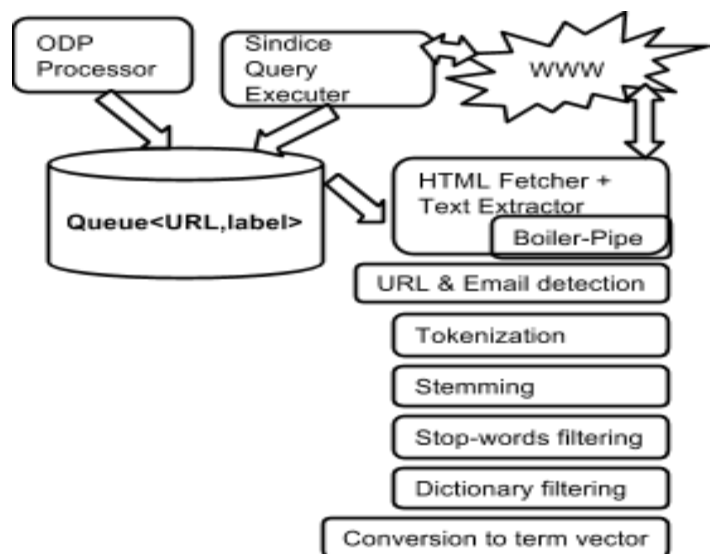 ODP
Processor
Sindice
Query
Executer
WWW
Queue<URL,label>
HTML Fetcher +
Text Extractor
Boiler-Pipe
URL & Email detection
Tokenization
Stemming
Stop-words filtering
Dictionary filtering
Conversion to term vector